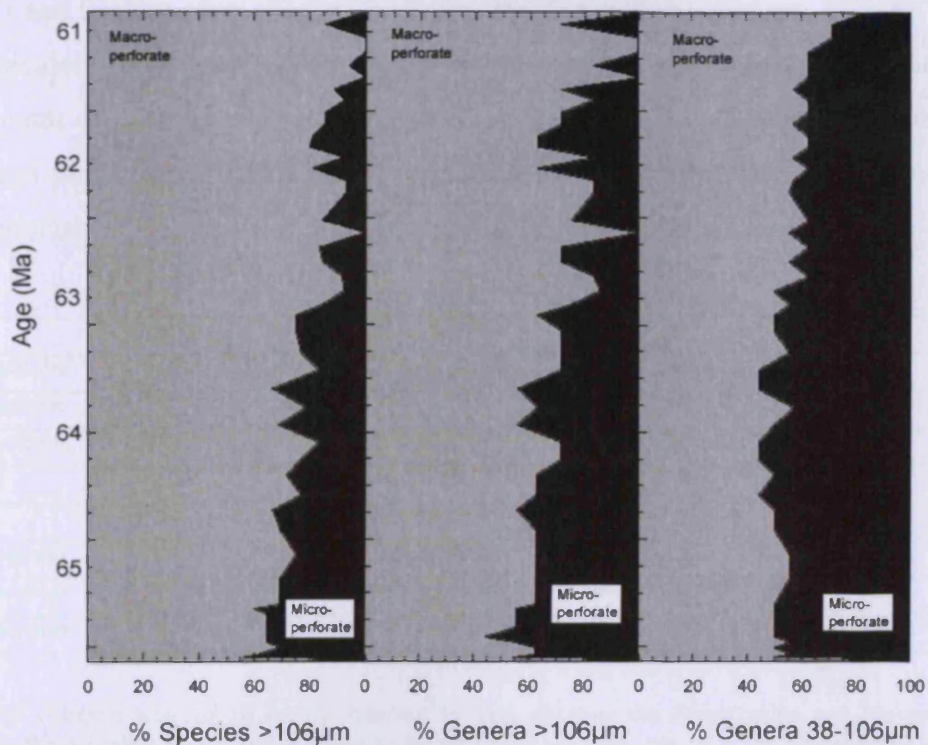 Macro-
perforate
Macro-
perforate
Macro-
perforate
61
62
63
64
65
Age (Ma)
Micro-
perforate
Micro-
perforate
Micro-
perforate
0 20 40 60 80 0 20 40 60 80 0 20 40 60 80 100
% Species >106µm % Genera >106µm % Genera 38-106µm